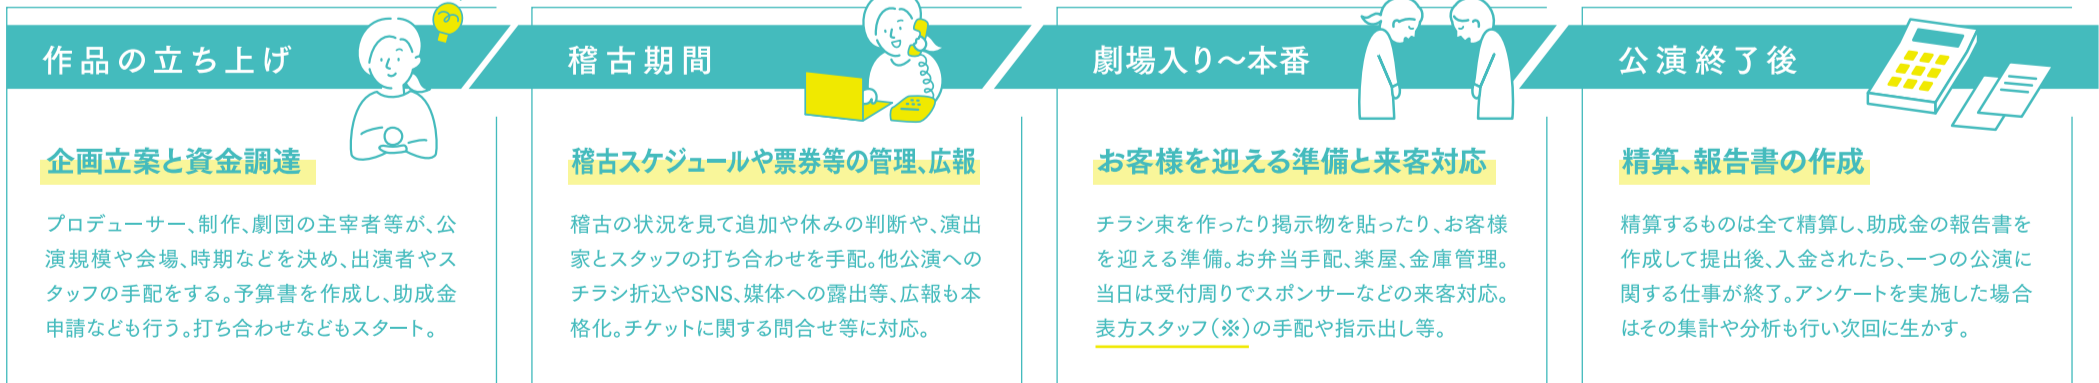 作品の立ち上げ
企画立案と資金調達
プロデューサー、制作、劇団の主宰者等が、公
演規模や会場、時期などを決め、出演者やス
タッフの手配をする。予算書を作成し、助成金
申請なども行う。打ち合わせなどもスタート。
稽古期間
稽古スケジュールや票券等の管理、広報
稽古の状況を見て追加や休みの判断や、演出
家とスタッフの打ち合わせを手配。他公演への
チラシ折込やSNS、媒体への露出等、広報も本
格化。チケットに関する問合せ等に対応。
劇場入り〜本番
お客様を迎える準備と来客対応
チラシ束を作ったり掲示物を貼ったり、お客様
を迎える準備。お弁当手配、楽屋、金庫管理。
当日は受付周りでスポンサーなどの来客対応。
表方スタッフ(※)の手配や指示出し等。
公演終了後
精算、報告書の作成
精算するものは全て精算し、助成金の報告書を
作成して提出後、入金されたら、一つの公演に
関する仕事が終了。アンケートを実施した場合
はその集計や分析も行い次回に生かす。